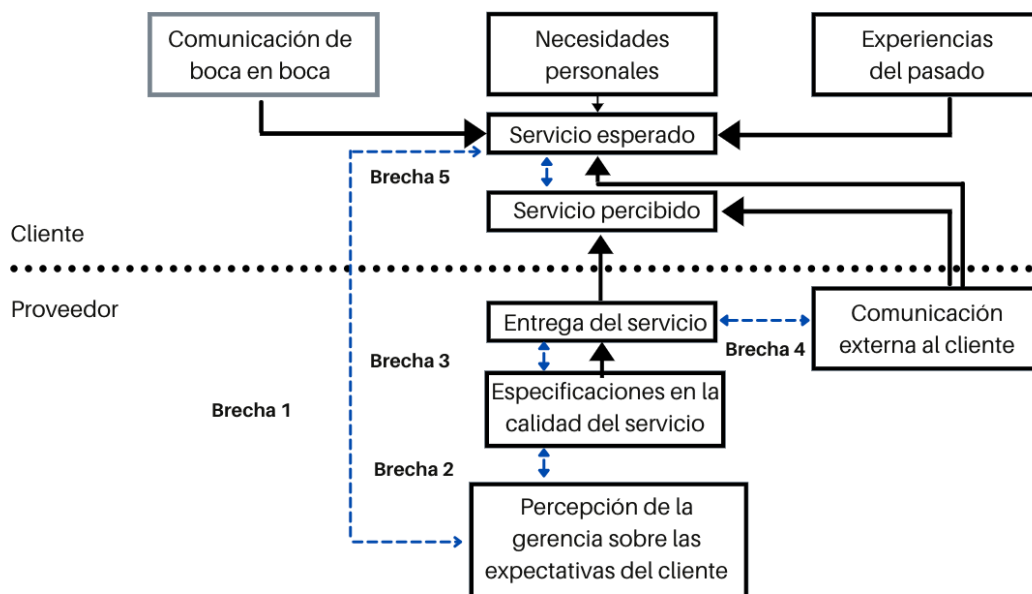 Comunicación de
boca en boca
Necesidades
personales
Experiencias
del pasado
Servicio esperado
Brecha 5
Servicio percibido
Cliente
Proveedor
Entrega del servicio
Comunicación
externa al cliente
Brecha 4
Brecha 3
Especificaciones en la
calidad del servicio
Brecha 1
Brecha 2
Percepción de la
gerencia sobre las
expectativas del cliente